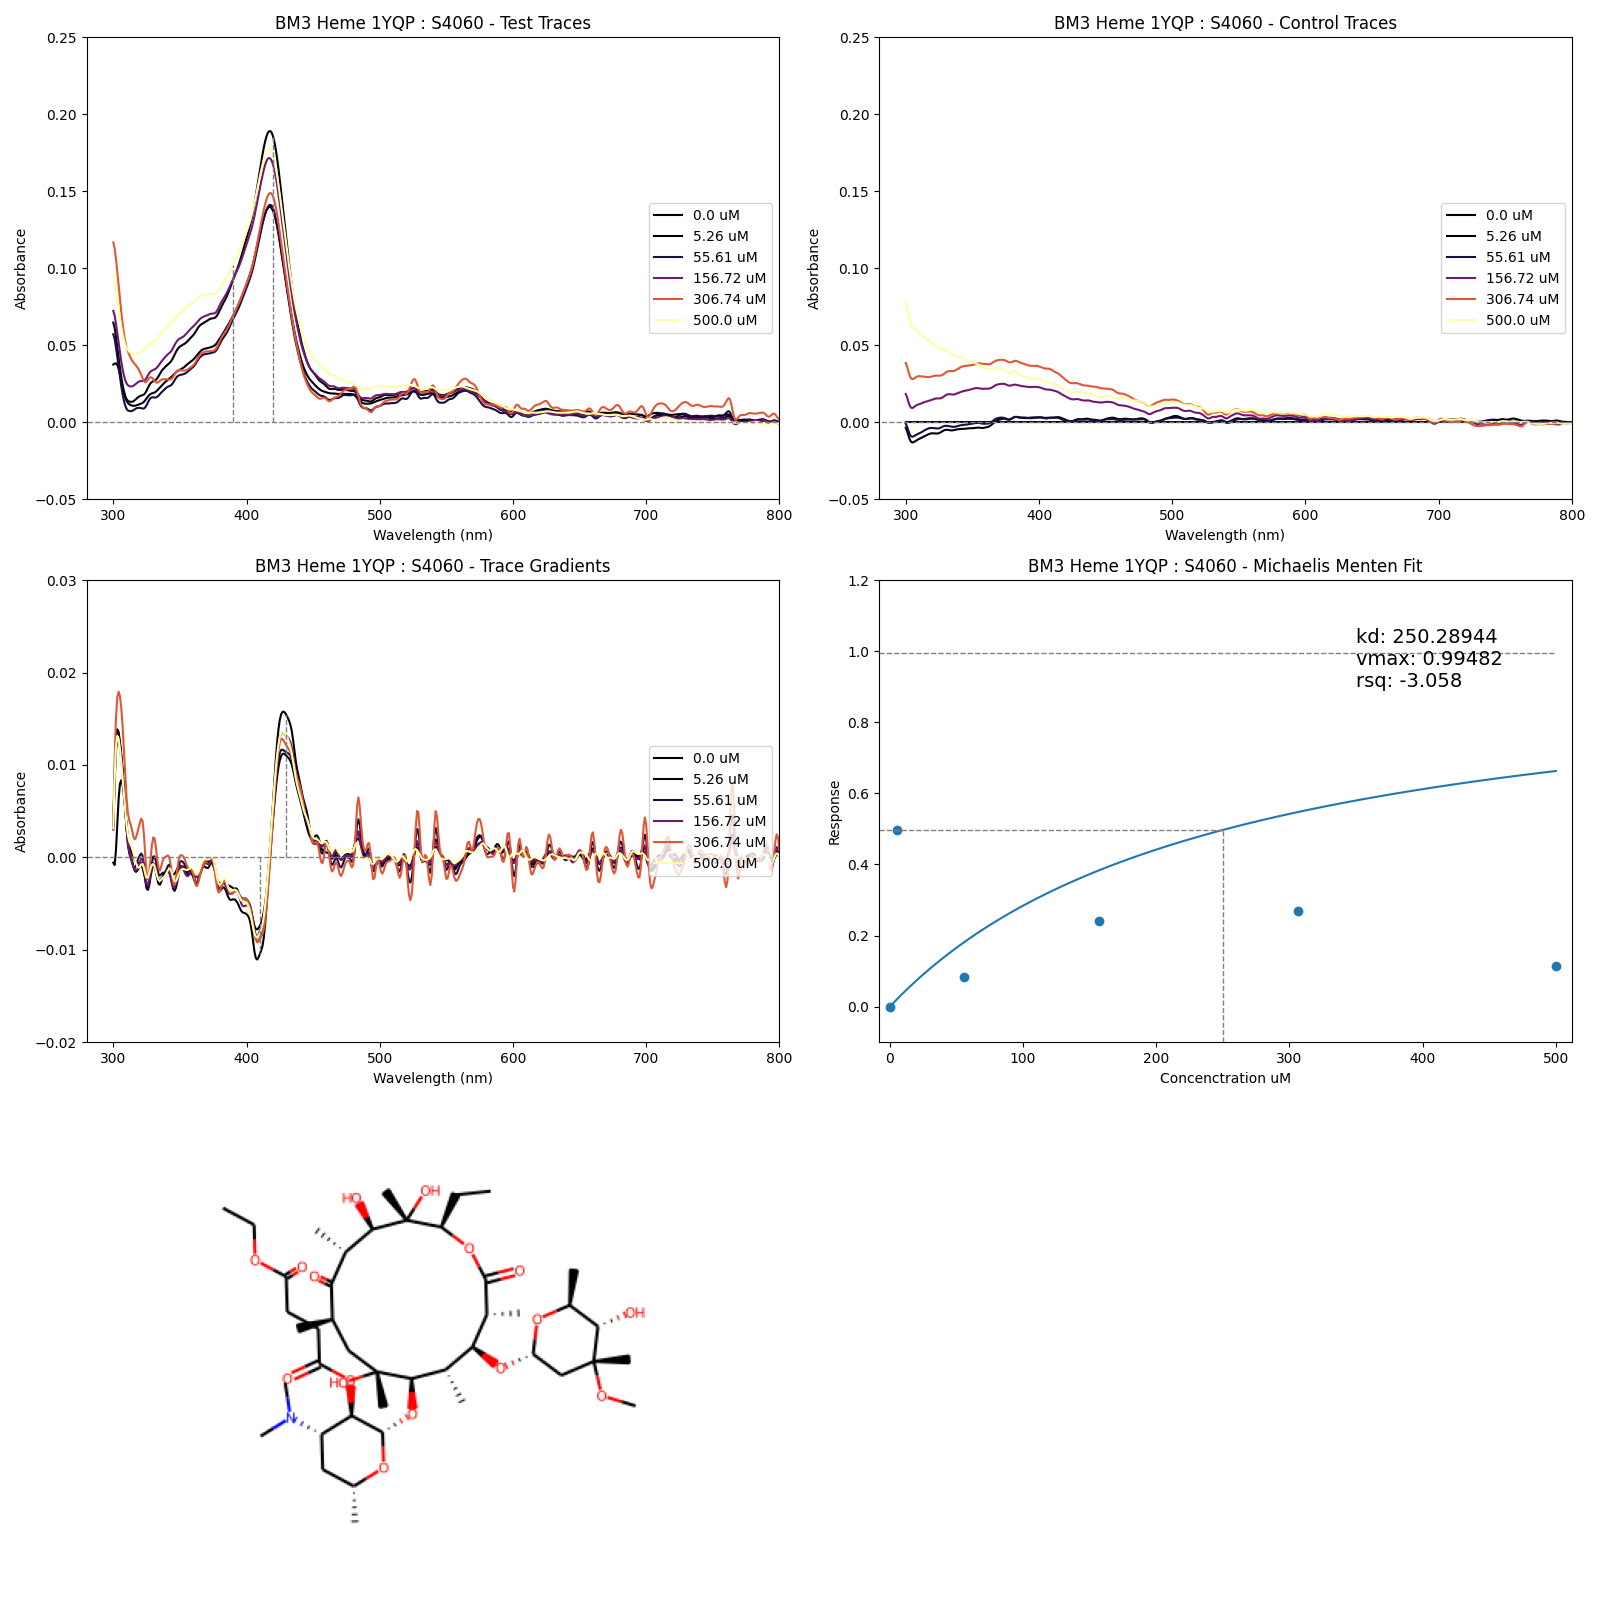 BM3 Heme 1YQP : S4060 - Test Traces
0.25
0.20
0.15
0.10
0.05
0.00
−0.05
Absorbance
300
400
500
600
700
800
Wavelength (nm)
0.0 uM
5.26 uM
55.61 uM
156.72 uM
306.74 uM
500.0 uM
BM3 Heme 1YQP : S4060 - Control Traces
0.25
0.20
0.15
0.10
0.05
0.00
−0.05
Absorbance
300
400
500
600
700
800
Wavelength (nm)
0.0 uM
5.26 uM
55.61 uM
156.72 uM
306.74 uM
500.0 uM
BM3 Heme 1YQP : S4060 - Trace Gradients
0.03
0.02
0.01
0.00
−0.01
−0.02
Absorbance
300
400
500
600
700
800
Wavelength (nm)
0.0 uM
5.26 uM
55.61 uM
156.72 uM
306.74 uM
500.0 uM
BM3 Heme 1YQP : S4060 - Michaelis Menten Fit
1.2
1.0
0.8
0.6
0.4
0.2
0.0
Response
0
100
200
300
400
500
Concenctration uM
kd: 250.28944
vmax: 0.99482
rsq: -3.058
HO
OH
O
O
O
O
O
O
OH
O
O
O
O
HO
O
N
O